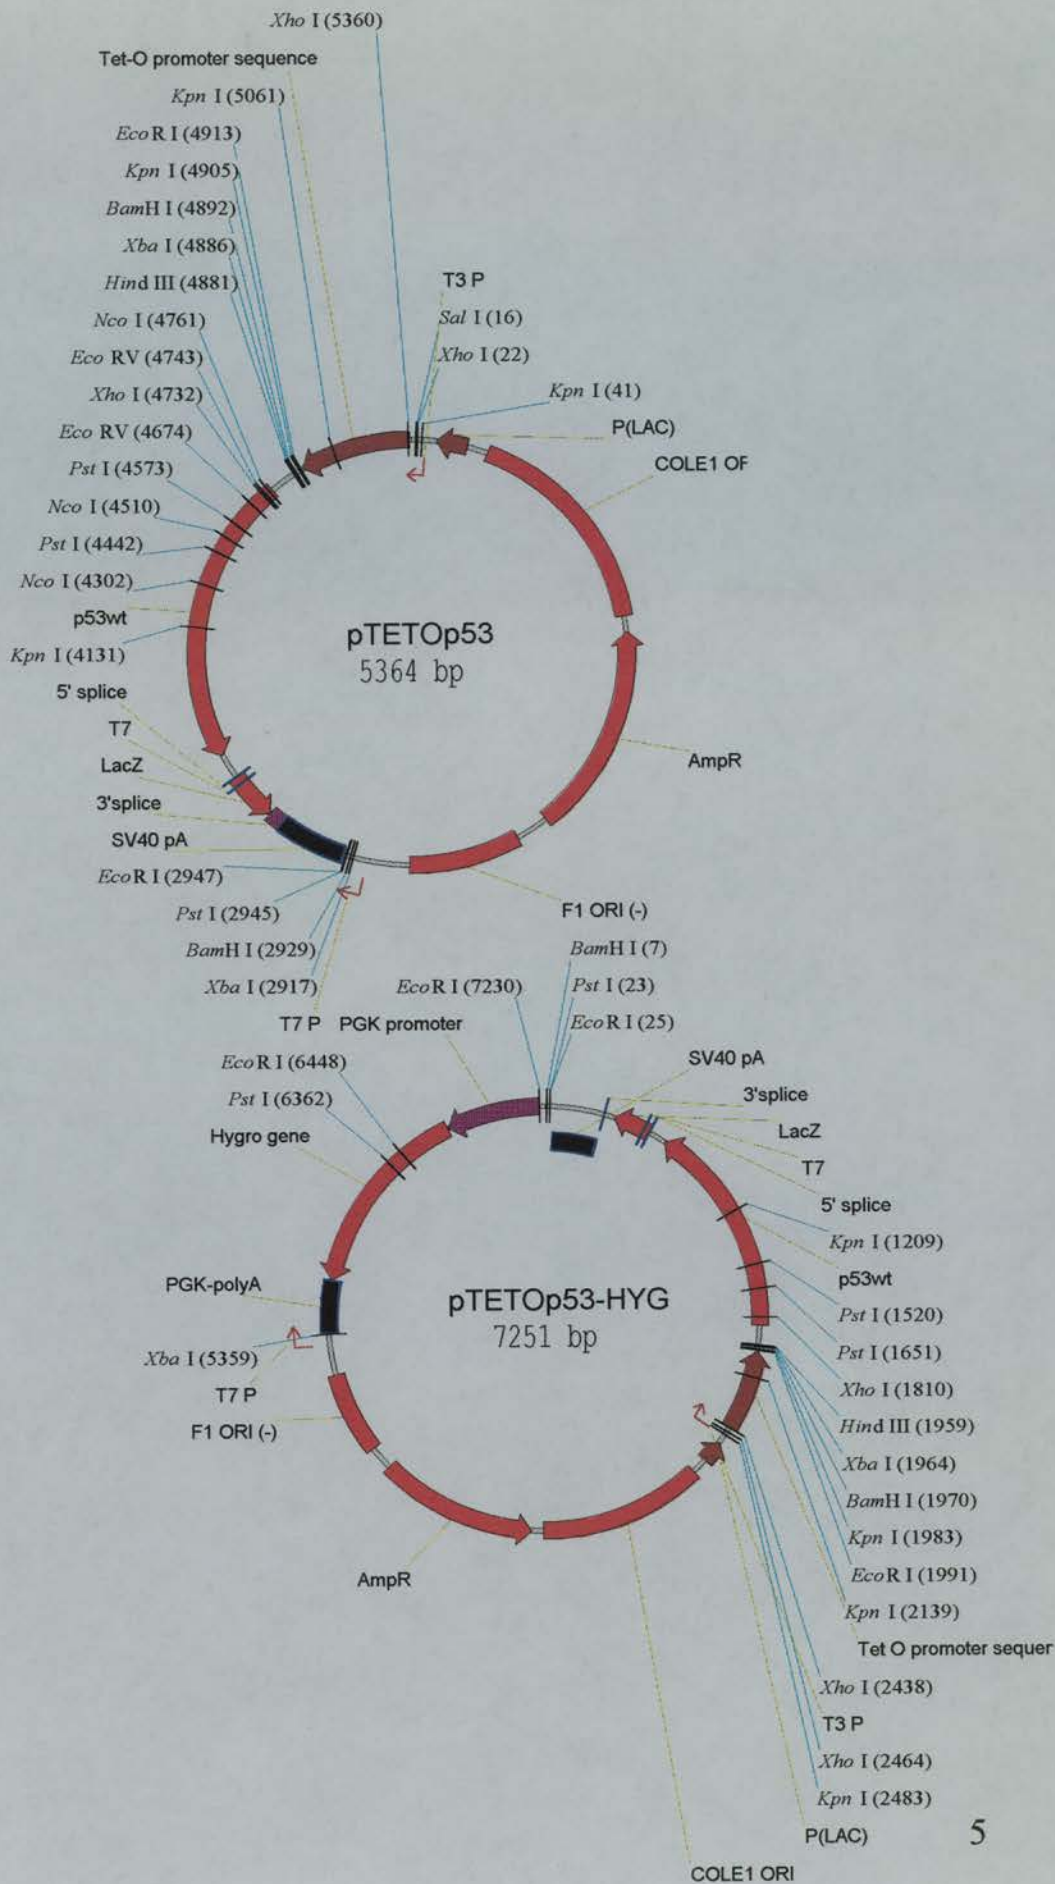 Xho I (5360)
Tet-O promoter sequence
Kpn I (5061)
EcoR I (4913)
Kpn I (4905)
BamH I (4892)
Xba I (4886)
Hind III (4881)
Nco I (4761)
Eco RV (4743)
Xho I (4732)
Eco RV (4674)
Pst I (4573)
Nco I (4510)
Pst I (4442)
Nco I (4302)
p53wt
Kpn I (4131)
5' splice
T7
LacZ
3'splice
SV40 pA
EcoR I (2947)
Pst I (2945)
BamH I (2929)
Xba I (2917)
T7 P
T3 P
Sal I (16)
Xho I (22)
Kpn I (41)
P(LAC)
COLE1 OF
AmpR
F1 ORI (-)
pTETOp53
5364 bp
EcoR I (7230)
BamH I (7)
Pst I (23)
EcoR I (25)
SV40 pA
3'splice
LacZ
T7
5' splice
Kpn I (1209)
p53wt
Pst I (1520)
Pst I (1651)
Xho I (1810)
Hind III (1959)
Xba I (1964)
BamH I (1970)
Kpn I (1983)
EcoR I (1991)
Kpn I (2139)
Tet O promoter sequer
Xho I (2438)
T3 P
Xho I (2464)
Kpn I (2483)
P(LAC)
COLE1 ORI
PGK promoter
EcoR I (6448)
Pst I (6362)
Hygro gene
PGK-polyA
Xba I (5359)
T7 P
F1 ORI (-)
AmpR
pTETOp53-HYG
7251 bp
5